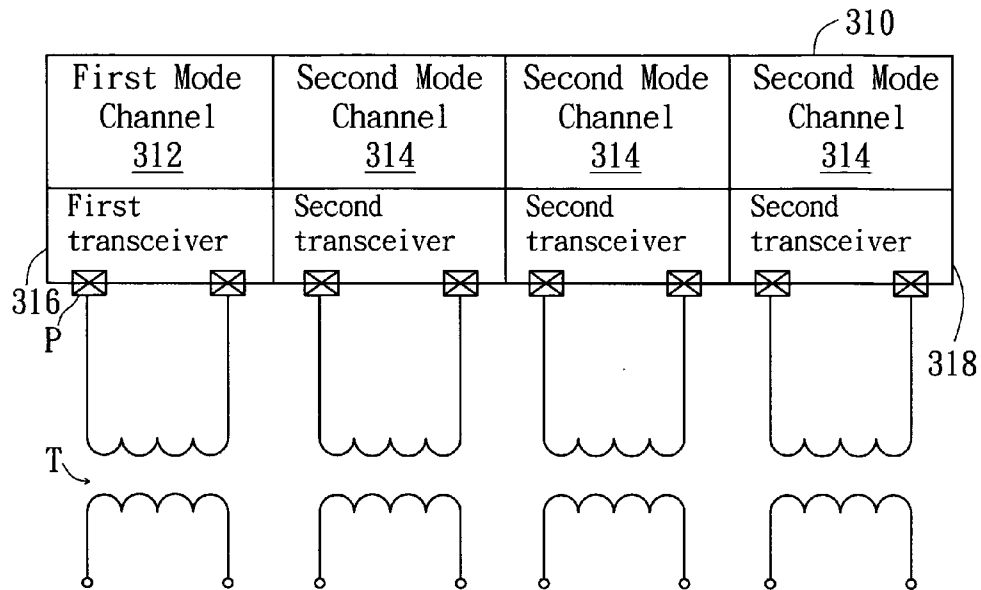 310
First Mode Channel 312
Second Mode Channel 314
Second Mode Channel 314
Second Mode Channel 314
First transceiver
Second transceiver
Second transceiver
Second transceiver
316
P
318
T